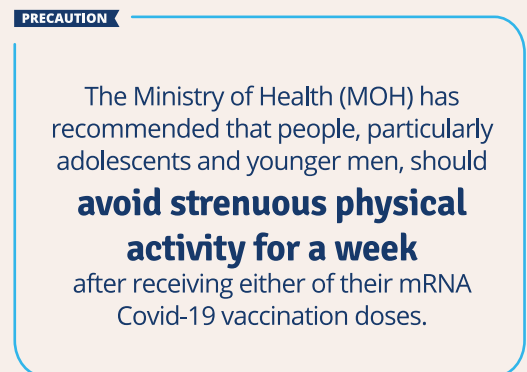 PRECAUTION
The Ministry of Health (MOH) has
recommended that people, particularly
adolescents and younger men, should
avoid strenuous physical
activity for a week
after receiving either of their mRNA
Covid-19 vaccination doses.